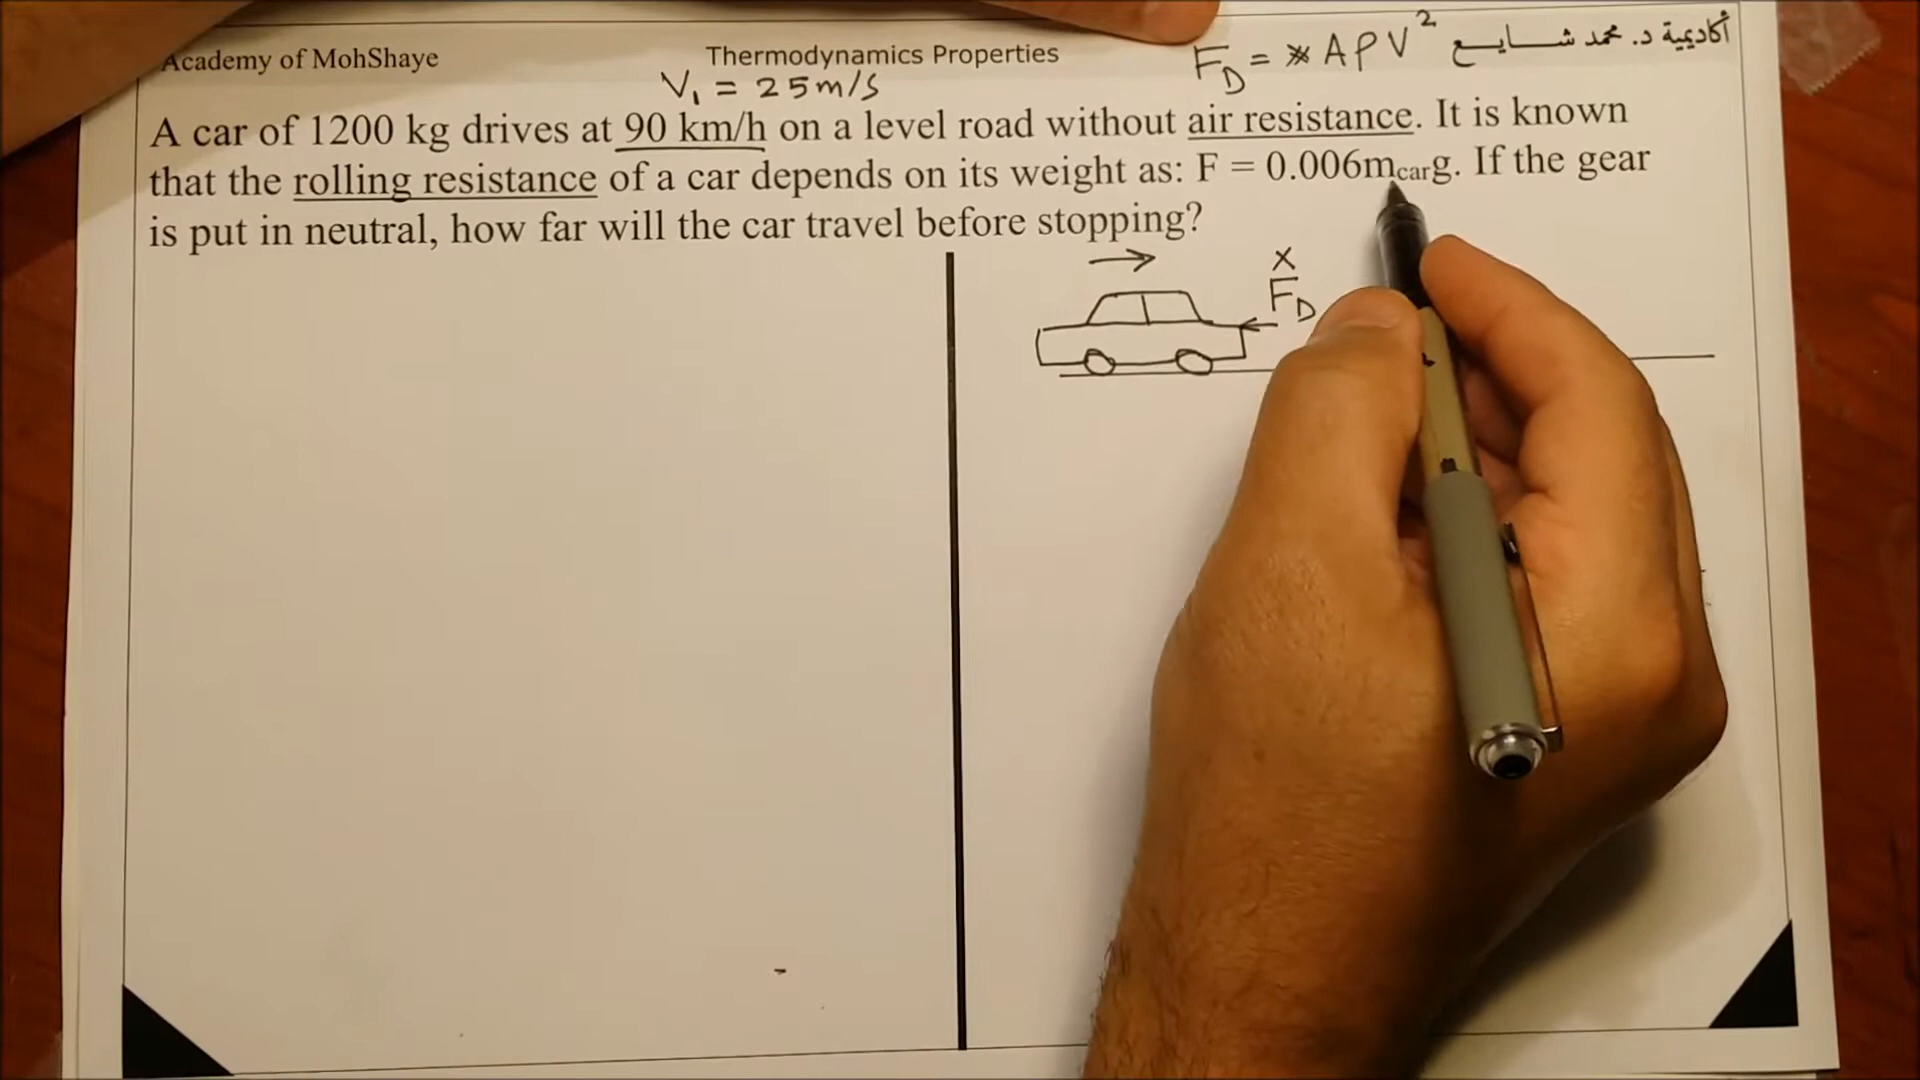 Academy of MohShaye
Thermodynamics Properties
أكاديمية د. محمد شايع
V₁ = 25 m/s
F_D = * A ρ V²
A car of 1200 kg drives at 90 km/h on a level road without air resistance. It is known
that the rolling resistance of a car depends on its weight as: F = 0.006m_car g. If the gear
is put in neutral, how far will the car travel before stopping?
x
F_D